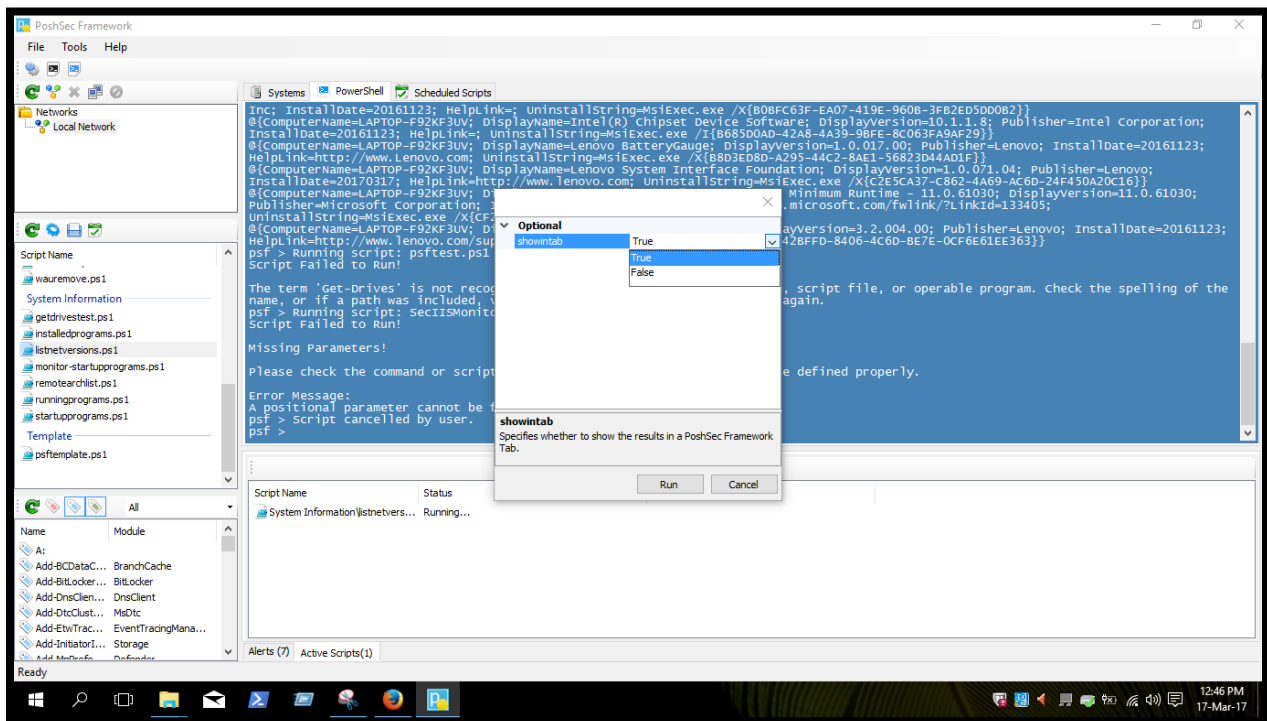 PoshSec Framework
File Tools Help
Systems PowerShell Scheduled Scripts
Networks
Local Network
Inc; InstallDate=20161123; HelpLink=; UninstallString=MsiExec.exe /X{B0BFC63F-EA07-419E-960B-3FB2ED5DD0B2}}
@{ComputerName=LAPTOP-F92KF3UV; DisplayName=Intel(R) Chipset Device Software; DisplayVersion=10.1.1.8; Publisher=Intel Corporation;
InstallDate=20161123; HelpLink=; UninstallString=MsiExec.exe /I{B685D0AD-42A8-4A39-9BFE-8C063FA9AF29}}
@{ComputerName=LAPTOP-F92KF3UV; DisplayName=Lenovo BatteryGauge; DisplayVersion=1.0.017.00; Publisher=Lenovo; InstallDate=20161123;
HelpLink=http://www.Lenovo.com; UninstallString=MsiExec.exe /X{B8D3ED8D-A295-44C2-8AE1-56823D44AD1F}}
@{ComputerName=LAPTOP-F92KF3UV; DisplayName=Lenovo System Interface Foundation; DisplayVersion=1.0.071.04; Publisher=Lenovo;
InstallDate=20170317; HelpLink=http://www.lenovo.com; UninstallString=MsiExec.exe /X{C2E5CA37-C862-4A69-AC6D-24F450A20C16}}
@{ComputerName=LAPTOP-F92KF3UV; D Minimum Runtime - 11.0.61030; DisplayVersion=11.0.61030;
Publisher=Microsoft Corporation; .microsoft.com/fwlink/?LinkId=133405;
UninstallString=MsiExec.exe /X{CF2
@{ComputerName=LAPTOP-F92KF3UV; D ayVersion=3.2.004.00; Publisher=Lenovo; InstallDate=20161123;
HelpLink=http://www.lenovo.com/sup 42BFFD-8406-4C6D-BE7E-0CF6E61EE363}}
psf > Running script: psftest.ps1
Script Failed to Run!
The term 'Get-Drives' is not recog , script file, or operable program. Check the spelling of the
name, or if a path was included, again.
psf > Running script: SecIISMonito
Script Failed to Run!
Missing Parameters!
Please check the command or script e defined properly.
Error Message:
A positional parameter cannot be f
psf > Script cancelled by user.
psf >
Optional
showintab True
True
False
showintab
Specifies whether to show the results in a PoshSec Framework
Tab.
Run Cancel
Script Name
wauremove.ps1
System Information
getdrivestest.ps1
installedprograms.ps1
listnetversions.ps1
monitor-startupprograms.ps1
remotearchlist.ps1
runningprograms.ps1
startupprograms.ps1
Template
psftemplate.ps1
All
Name Module
A:
Add-BCDataC... BranchCache
Add-BitLocker... BitLocker
Add-DnsClien... DnsClient
Add-DtcClust... MsDtc
Add-EtwTrac... EventTracingMana...
Add-InitiatorI... Storage
Script Name Status
System Information\listnetvers... Running...
Alerts (7) Active Scripts(1)
Ready
12:46 PM
17-Mar-17